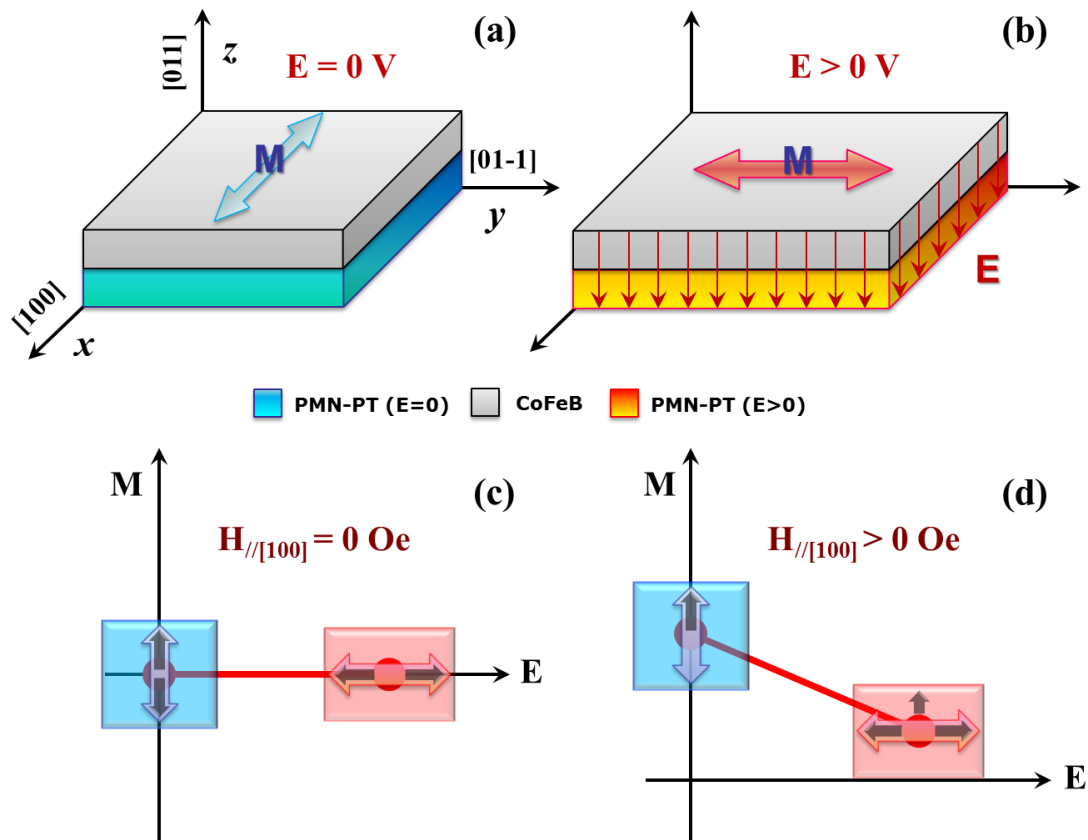 (a)
[011]
z
E = 0 V
M
[01-1]
y
[100]
x
(b)
E > 0 V
M
E
PMN-PT (E=0)
CoFeB
PMN-PT (E>0)
(c)
M
H//[100] = 0 Oe
E
(d)
M
H//[100] > 0 Oe
E